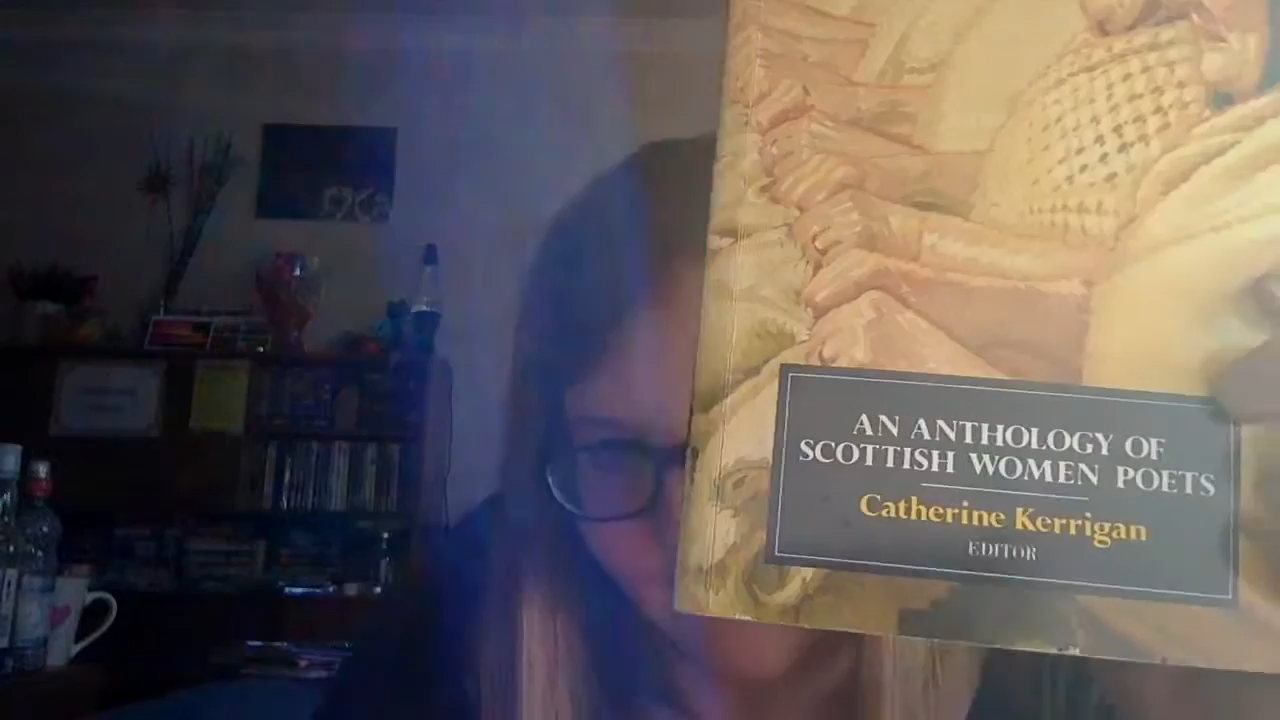 AN ANTHOLOGY OF
SCOTTISH WOMEN POETS
Catherine Kerrigan
EDITOR